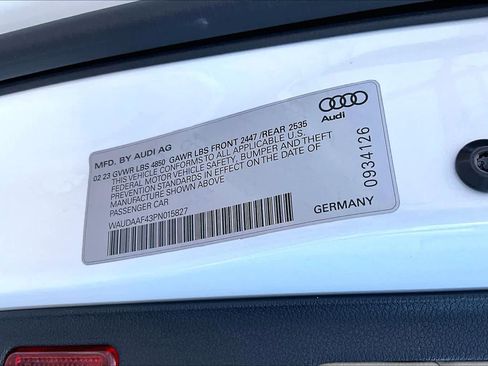 MFD. BY AUDI AG
02 23 GVWR LBS 4850 GAWR LBS FRONT 2447 / REAR 2535
THIS VEHICLE CONFORMS TO ALL APPLICABLE U.S.
FEDERAL MOTOR VEHICLE SAFETY, BUMPER AND THEFT
PREVENTION STANDARDS IN EFFECT ON THE DATE OF
MANUFACTURE SHOWN ABOVE
PASSENGER CAR
WAUDAAF43PN015827
Audi
0934126
GERMANY